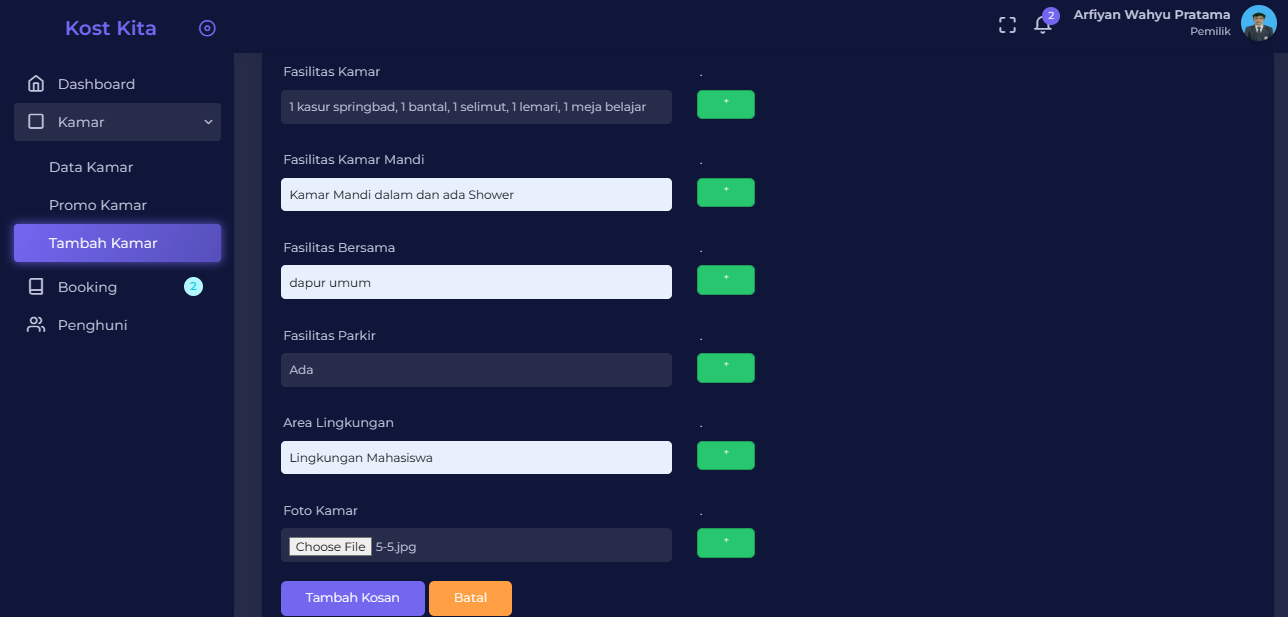 Kost Kita
2
Arfiyan Wahyu Pratama
Pemilik
Dashboard
Kamar
Data Kamar
Promo Kamar
Tambah Kamar
Booking 2
Penghuni
Fasilitas Kamar .
1 kasur springbad, 1 bantal, 1 selimut, 1 lemari, 1 meja belajar *
Fasilitas Kamar Mandi .
Kamar Mandi dalam dan ada Shower *
Fasilitas Bersama .
dapur umum *
Fasilitas Parkir .
Ada *
Area Lingkungan .
Lingkungan Mahasiswa *
Foto Kamar .
Choose File 5-5.jpg *
Tambah Kosan Batal